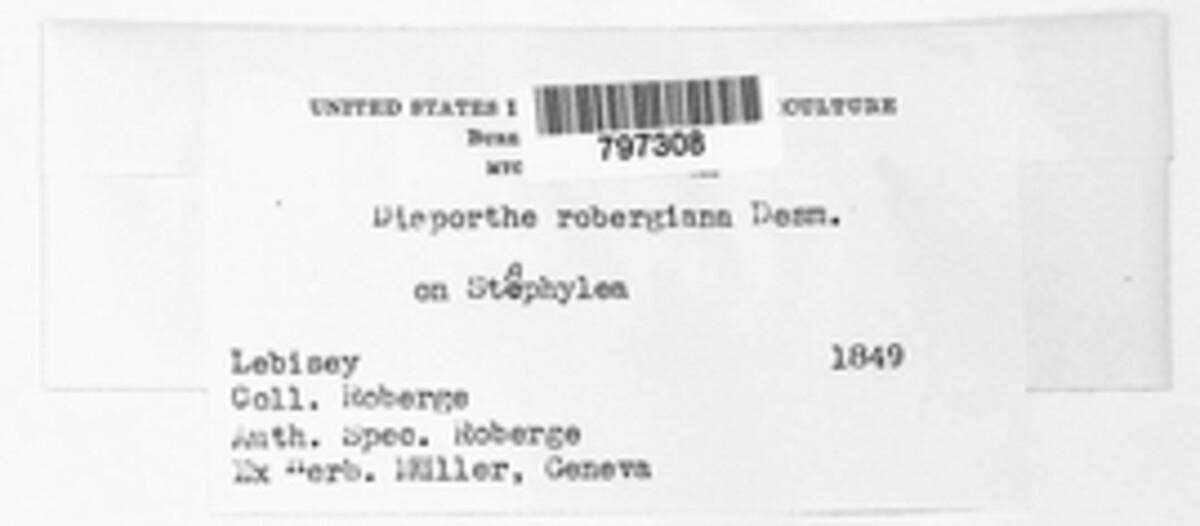 UNITED STATES CULTURE
797308
Diaporthe robergiana Desm.
on Staphylea
Lebisey 1849
Coll. Roberge
Auth. Spec. Roberge
Ex Herb. Müller, Geneva